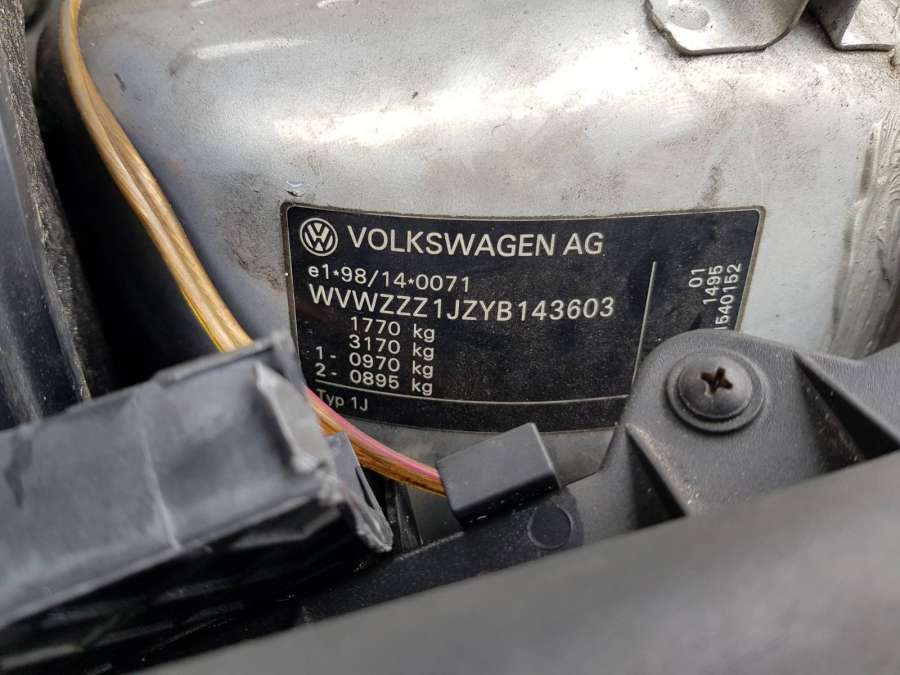 VOLKSWAGEN AG
e1*98/14*0071
WVWZZZ1JZYB143603
1770 kg
3170 kg
1- 0970 kg
2- 0895 kg
Typ 1J
01
1495